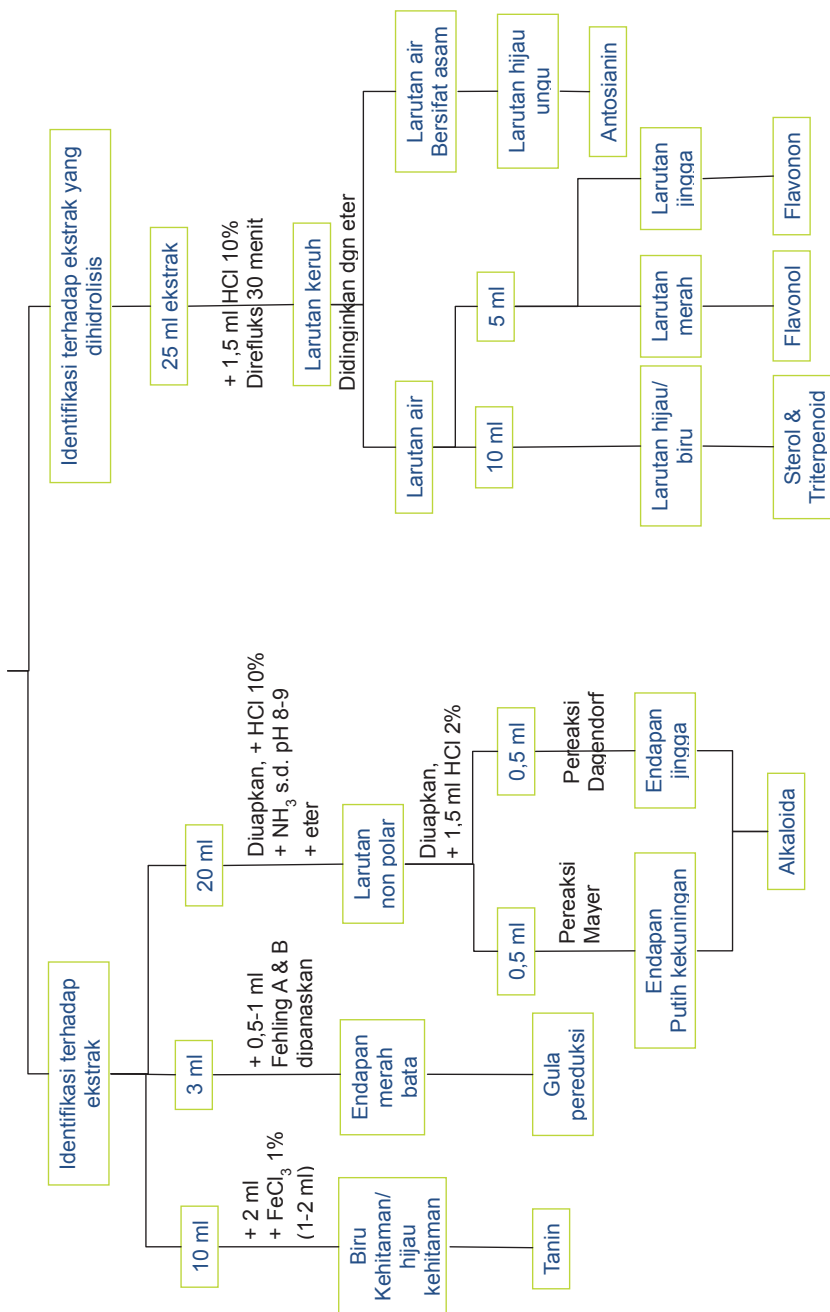 Identifikasi terhadap
ekstrak
10 ml
+ 2 ml
+ FeCl3 1%
(1-2 ml)
Biru
Kehitaman/
hijau
kehitaman
Tanin
3 ml
+ 0,5-1 ml
Fehling A & B
dipanaskan
Endapan
merah
bata
Gula
pereduksi
20 ml
Diuapkan, + HCl 10%
+ NH3 s.d. pH 8-9
+ eter
Larutan
non polar
Diuapkan,
+ 1,5 ml HCl 2%
0,5 ml
Pereaksi
Mayer
Endapan
Putih kekuningan
0,5 ml
Pereaksi
Dagendorf
Endapan
jingga
Alkaloida
Identifikasi terhadap ekstrak yang
dihidrolisis
25 ml ekstrak
+ 1,5 ml HCl 10%
Direfluks 30 menit
Larutan keruh
Didinginkan dgn eter
Larutan air
10 ml
Larutan hijau/
biru
Sterol &
Triterpenoid
5 ml
Larutan
merah
Flavonol
Larutan
jingga
Flavonon
Larutan air
Bersifat asam
Larutan hijau
ungu
Antosianin